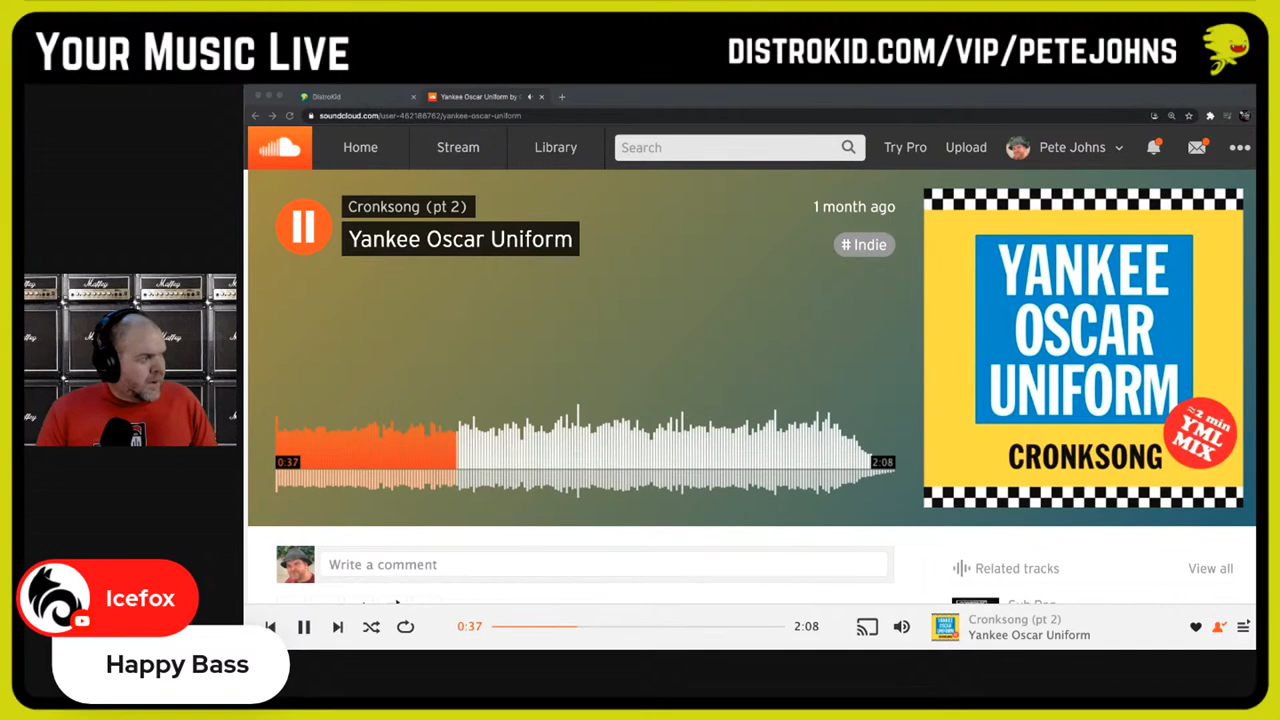 YOUR MUSIC LIVE
DISTROKID.COM/VIP/PETEJOHNS
DistroKid
Yankee Oscar Uniform by
soundcloud.com/user-462186762/yankee-oscar-uniform
Home
Stream
Library
Search
Try Pro
Upload
Pete Johns
Cronksong (pt 2)
Yankee Oscar Uniform
1 month ago
# Indie
YANKEE
OSCAR
UNIFORM
≈2 min
YML
MIX
CRONKSONG
0:37
2:08
Write a comment
Related tracks
View all
Sub Pop
0:37
2:08
Cronksong (pt 2)
Yankee Oscar Uniform
Icefox
Happy Bass